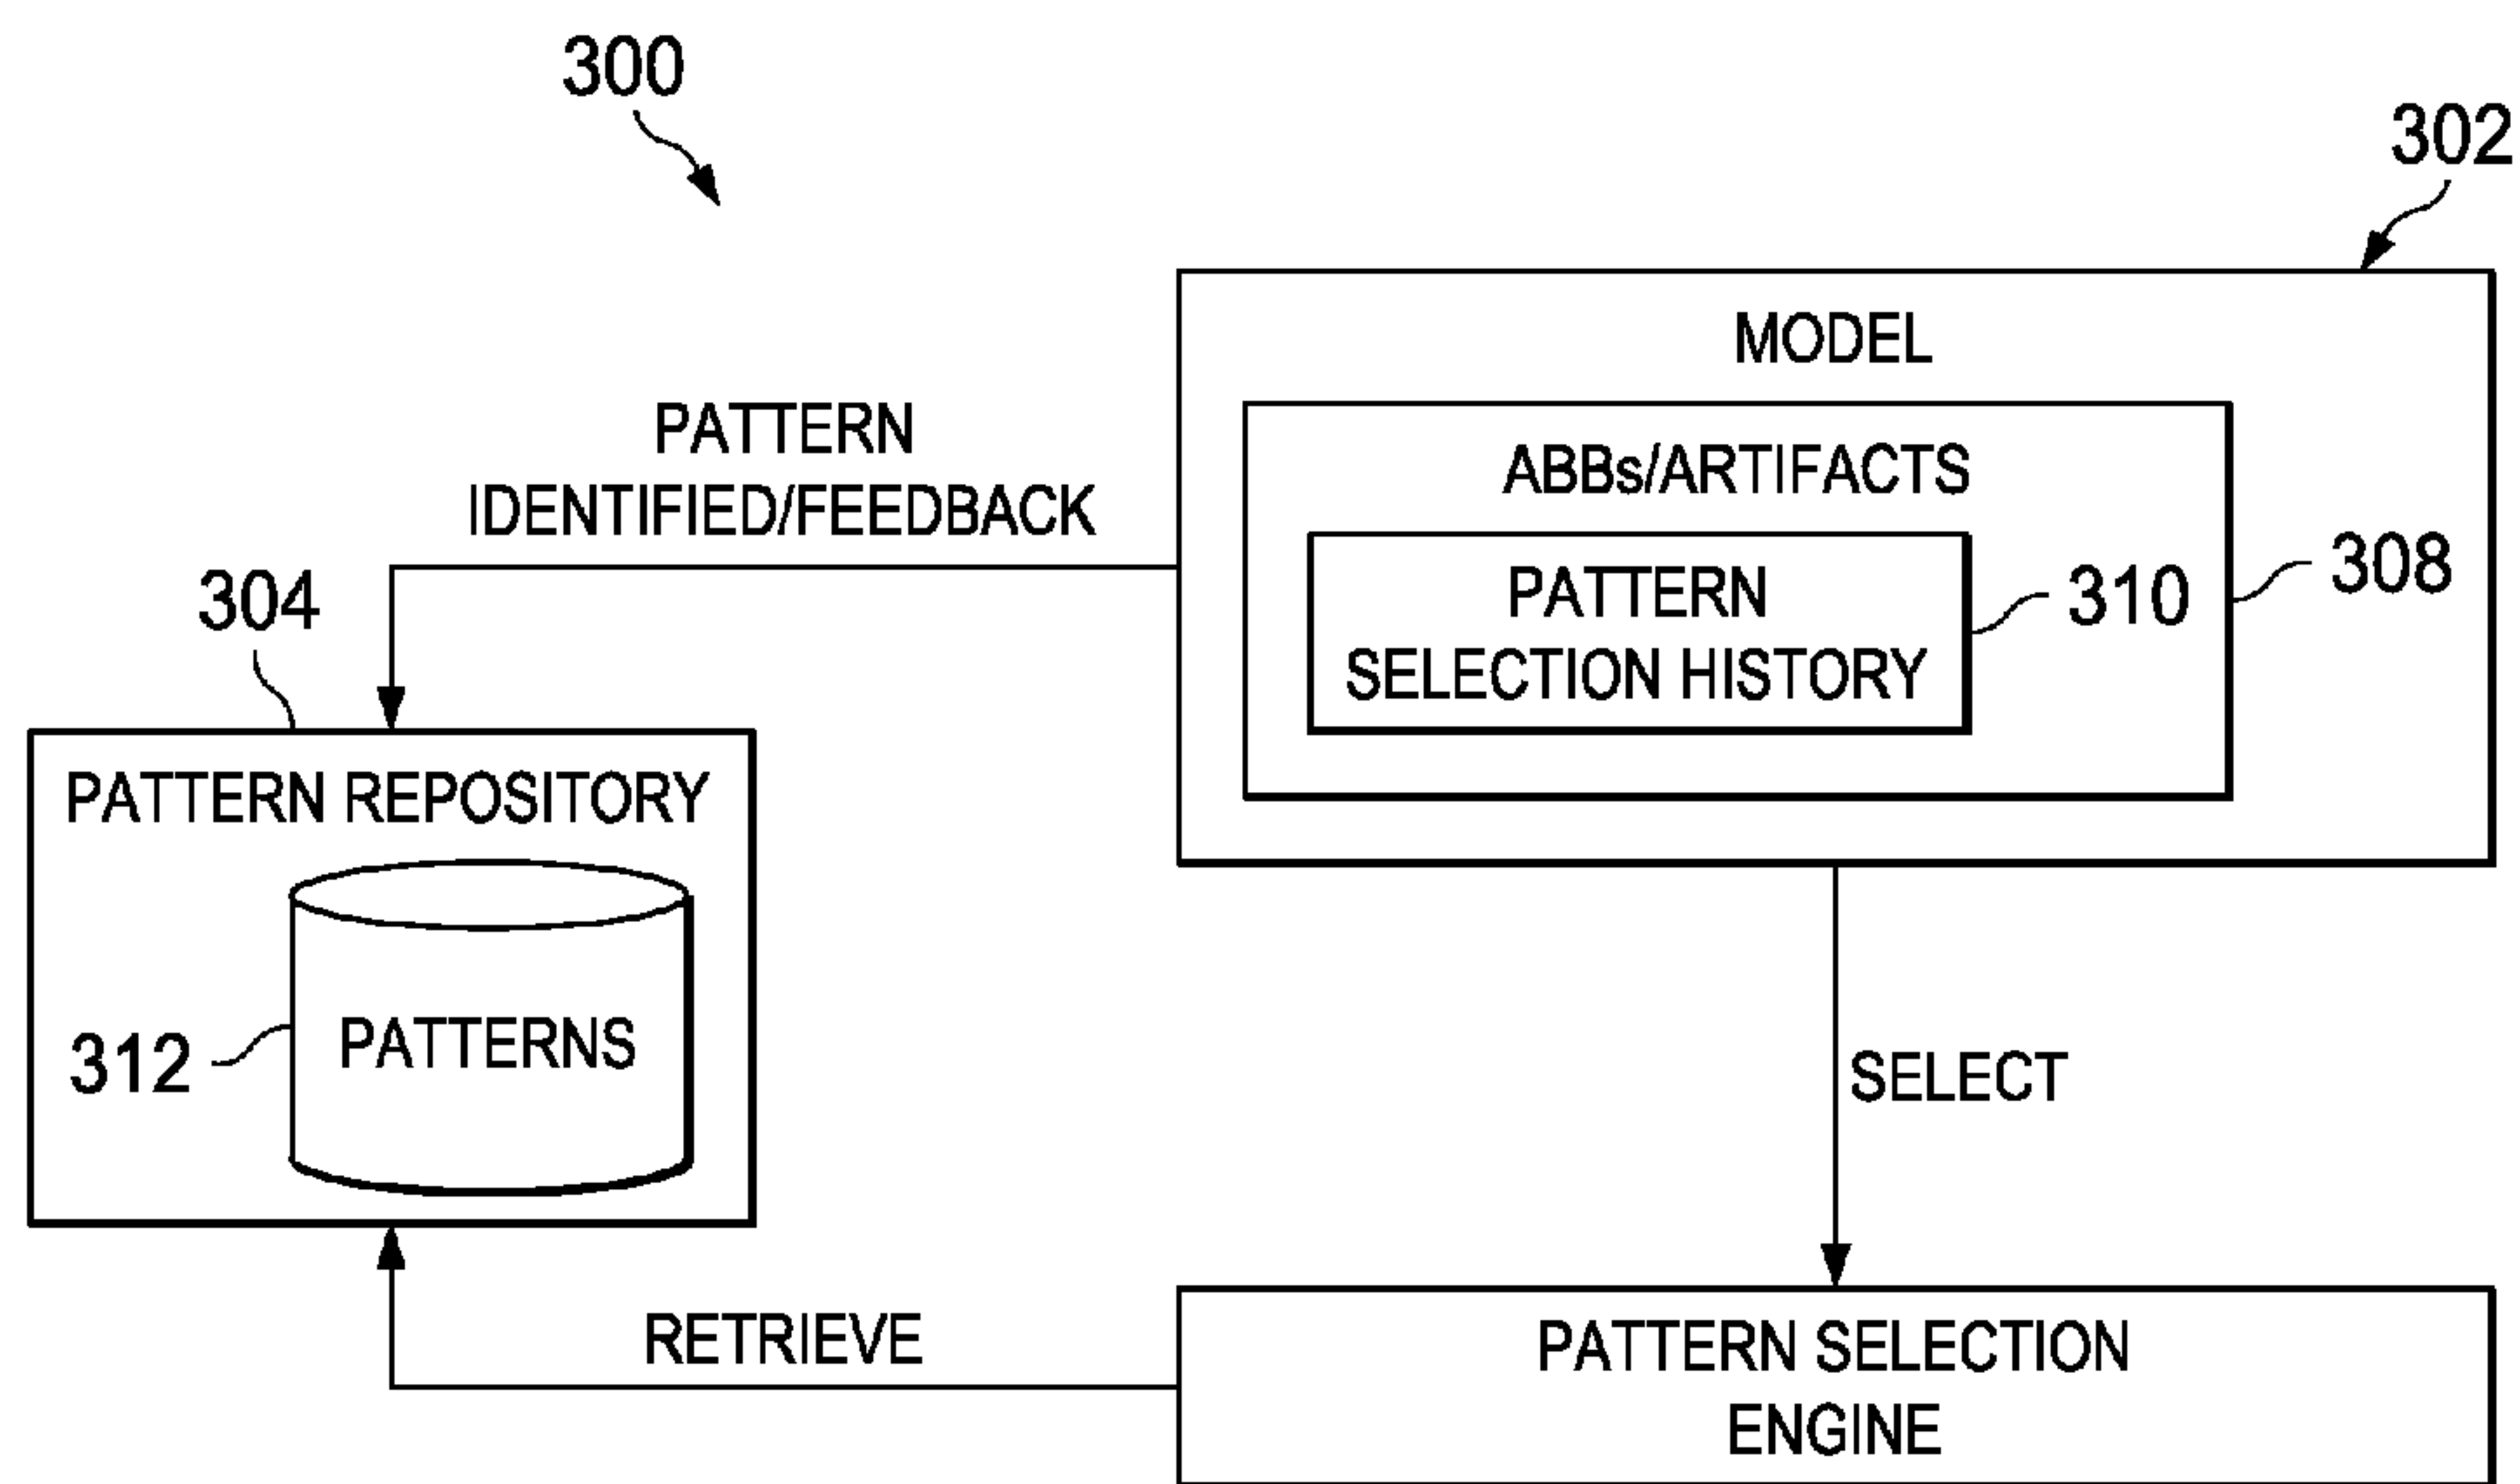 300
302
MODEL
PATTERN
IDENTIFIED/FEEDBACK
ABBs/ARTIFACTS
304
PATTERN
SELECTION HISTORY
310
308
PATTERN REPOSITORY
312
PATTERNS
SELECT
RETRIEVE
PATTERN SELECTION
ENGINE